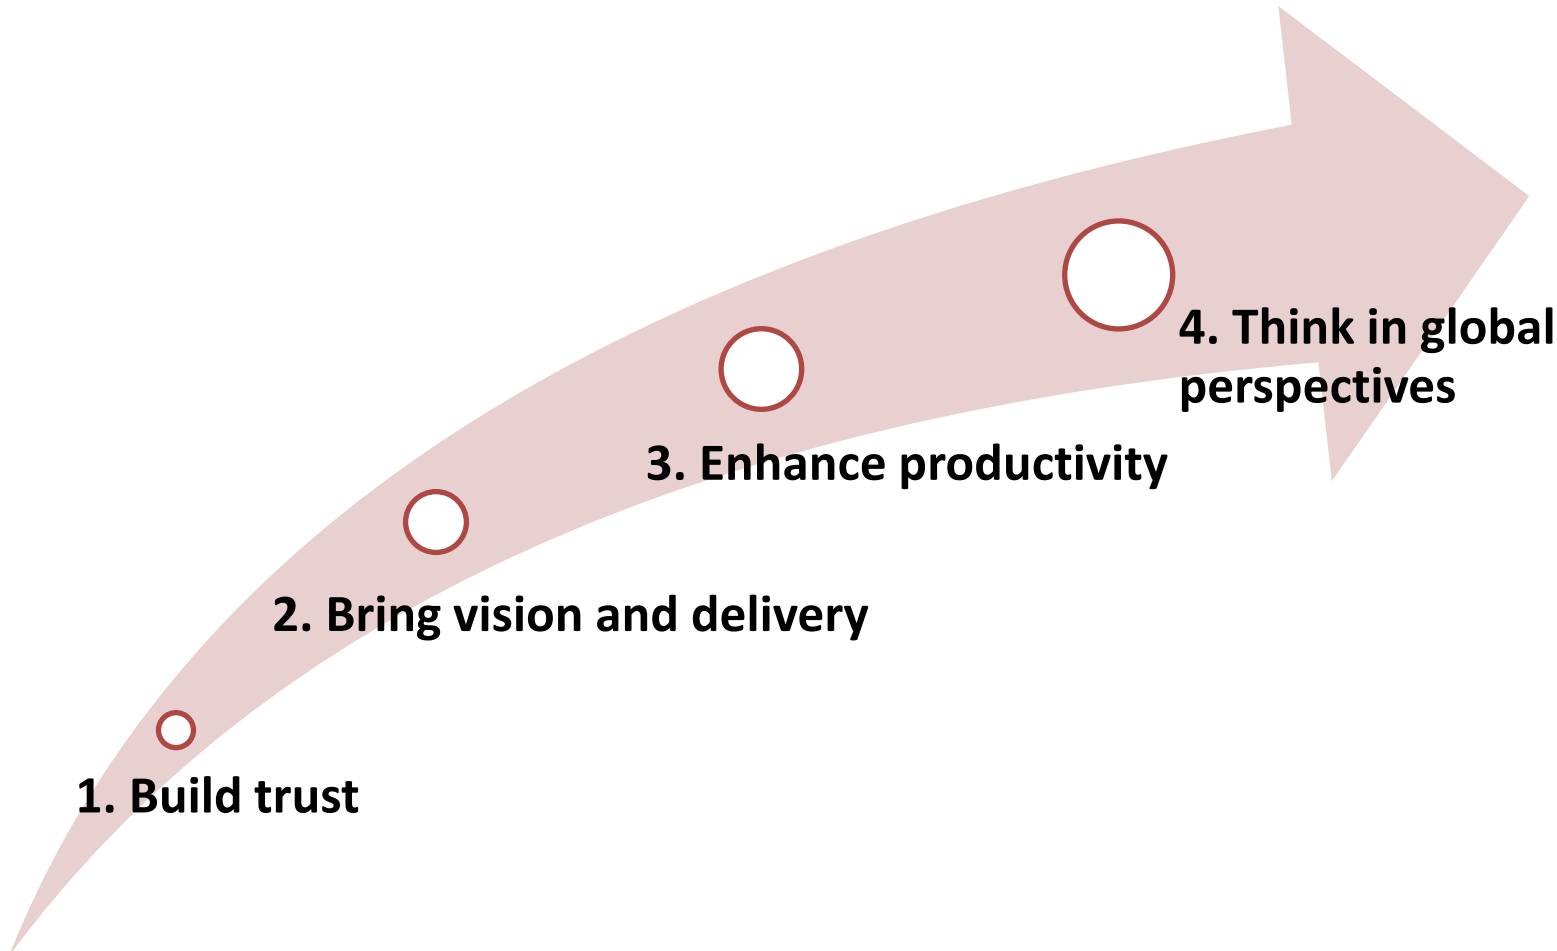 1. Build trust
2. Bring vision and delivery
3. Enhance productivity
4. Think in global
perspectives